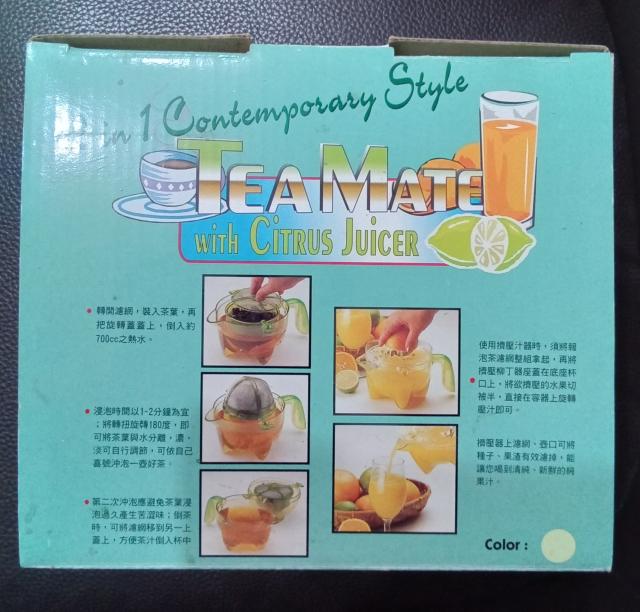 in 1 Contemporary Style
TEA MATE
WITH CITRUS JUICER
轉開濾網，裝入茶葉，再
把旋轉蓋蓋上，倒入約
700cc之熱水。
浸泡時間以1-2分鐘為宜
；將轉扭旋轉180度，即
可將茶葉與水分離，濃、
淡可自行調節，可依自己
喜號沖泡一壺好茶。
第二次沖泡應避免茶葉浸
泡過久產生苦澀味；倒茶
時，可將濾網移到另一上
蓋上，方便茶汁倒入杯中
使用擠壓汁器時，須將
泡茶濾網整組拿起，再將
擠壓柳丁器座蓋在底座杯
口上，將欲擠壓的水果切
被半，直接在容器上旋轉
壓汁即可。
擠壓器上濾網、壺口可將
種子、果渣有效濾掉，能
讓您喝到清純、新鮮的純
果汁。
Color :